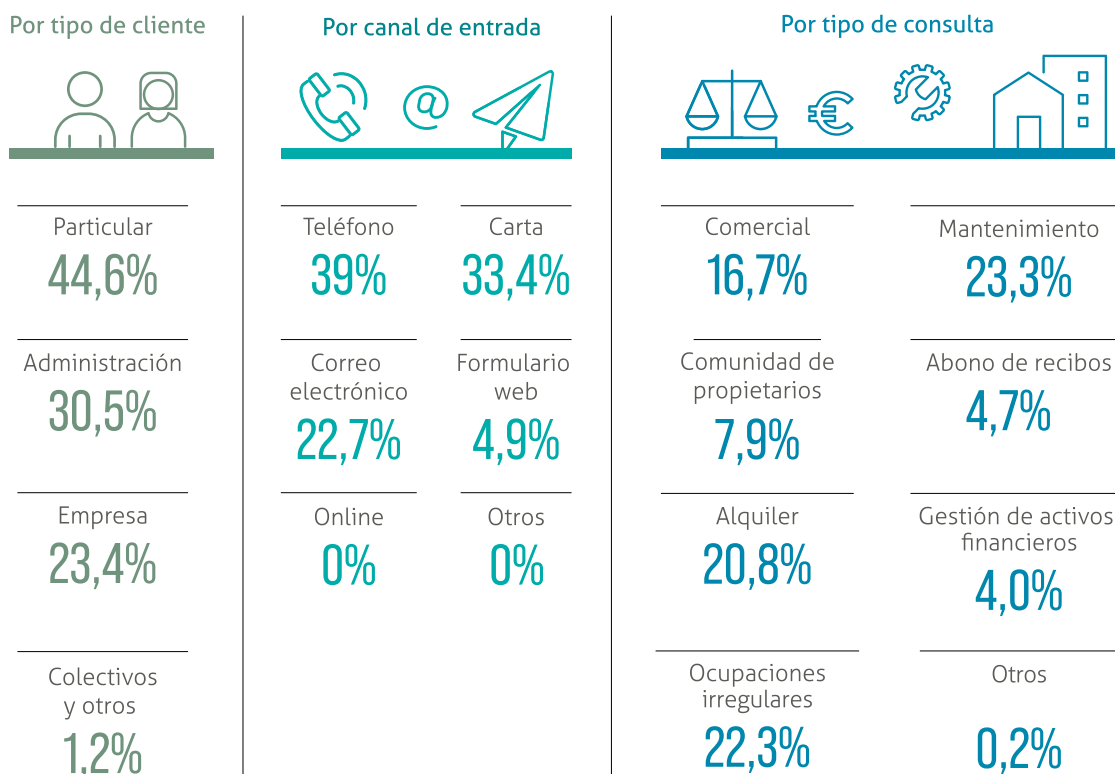 Por tipo de cliente
Particular
44,6%
Administración
30,5%
Empresa
23,4%
Colectivos
y otros
1,2%
Por canal de entrada
@
Teléfono
39%
Carta
33,4%
Correo
electrónico
22,7%
Formulario
web
4,9%
Online
0%
Otros
0%
Por tipo de consulta
€
Comercial
16,7%
Mantenimiento
23,3%
Comunidad de
propietarios
7,9%
Abono de recibos
4,7%
Alquiler
20,8%
Gestión de activos
financieros
4,0%
Ocupaciones
irregulares
22,3%
Otros
0,2%